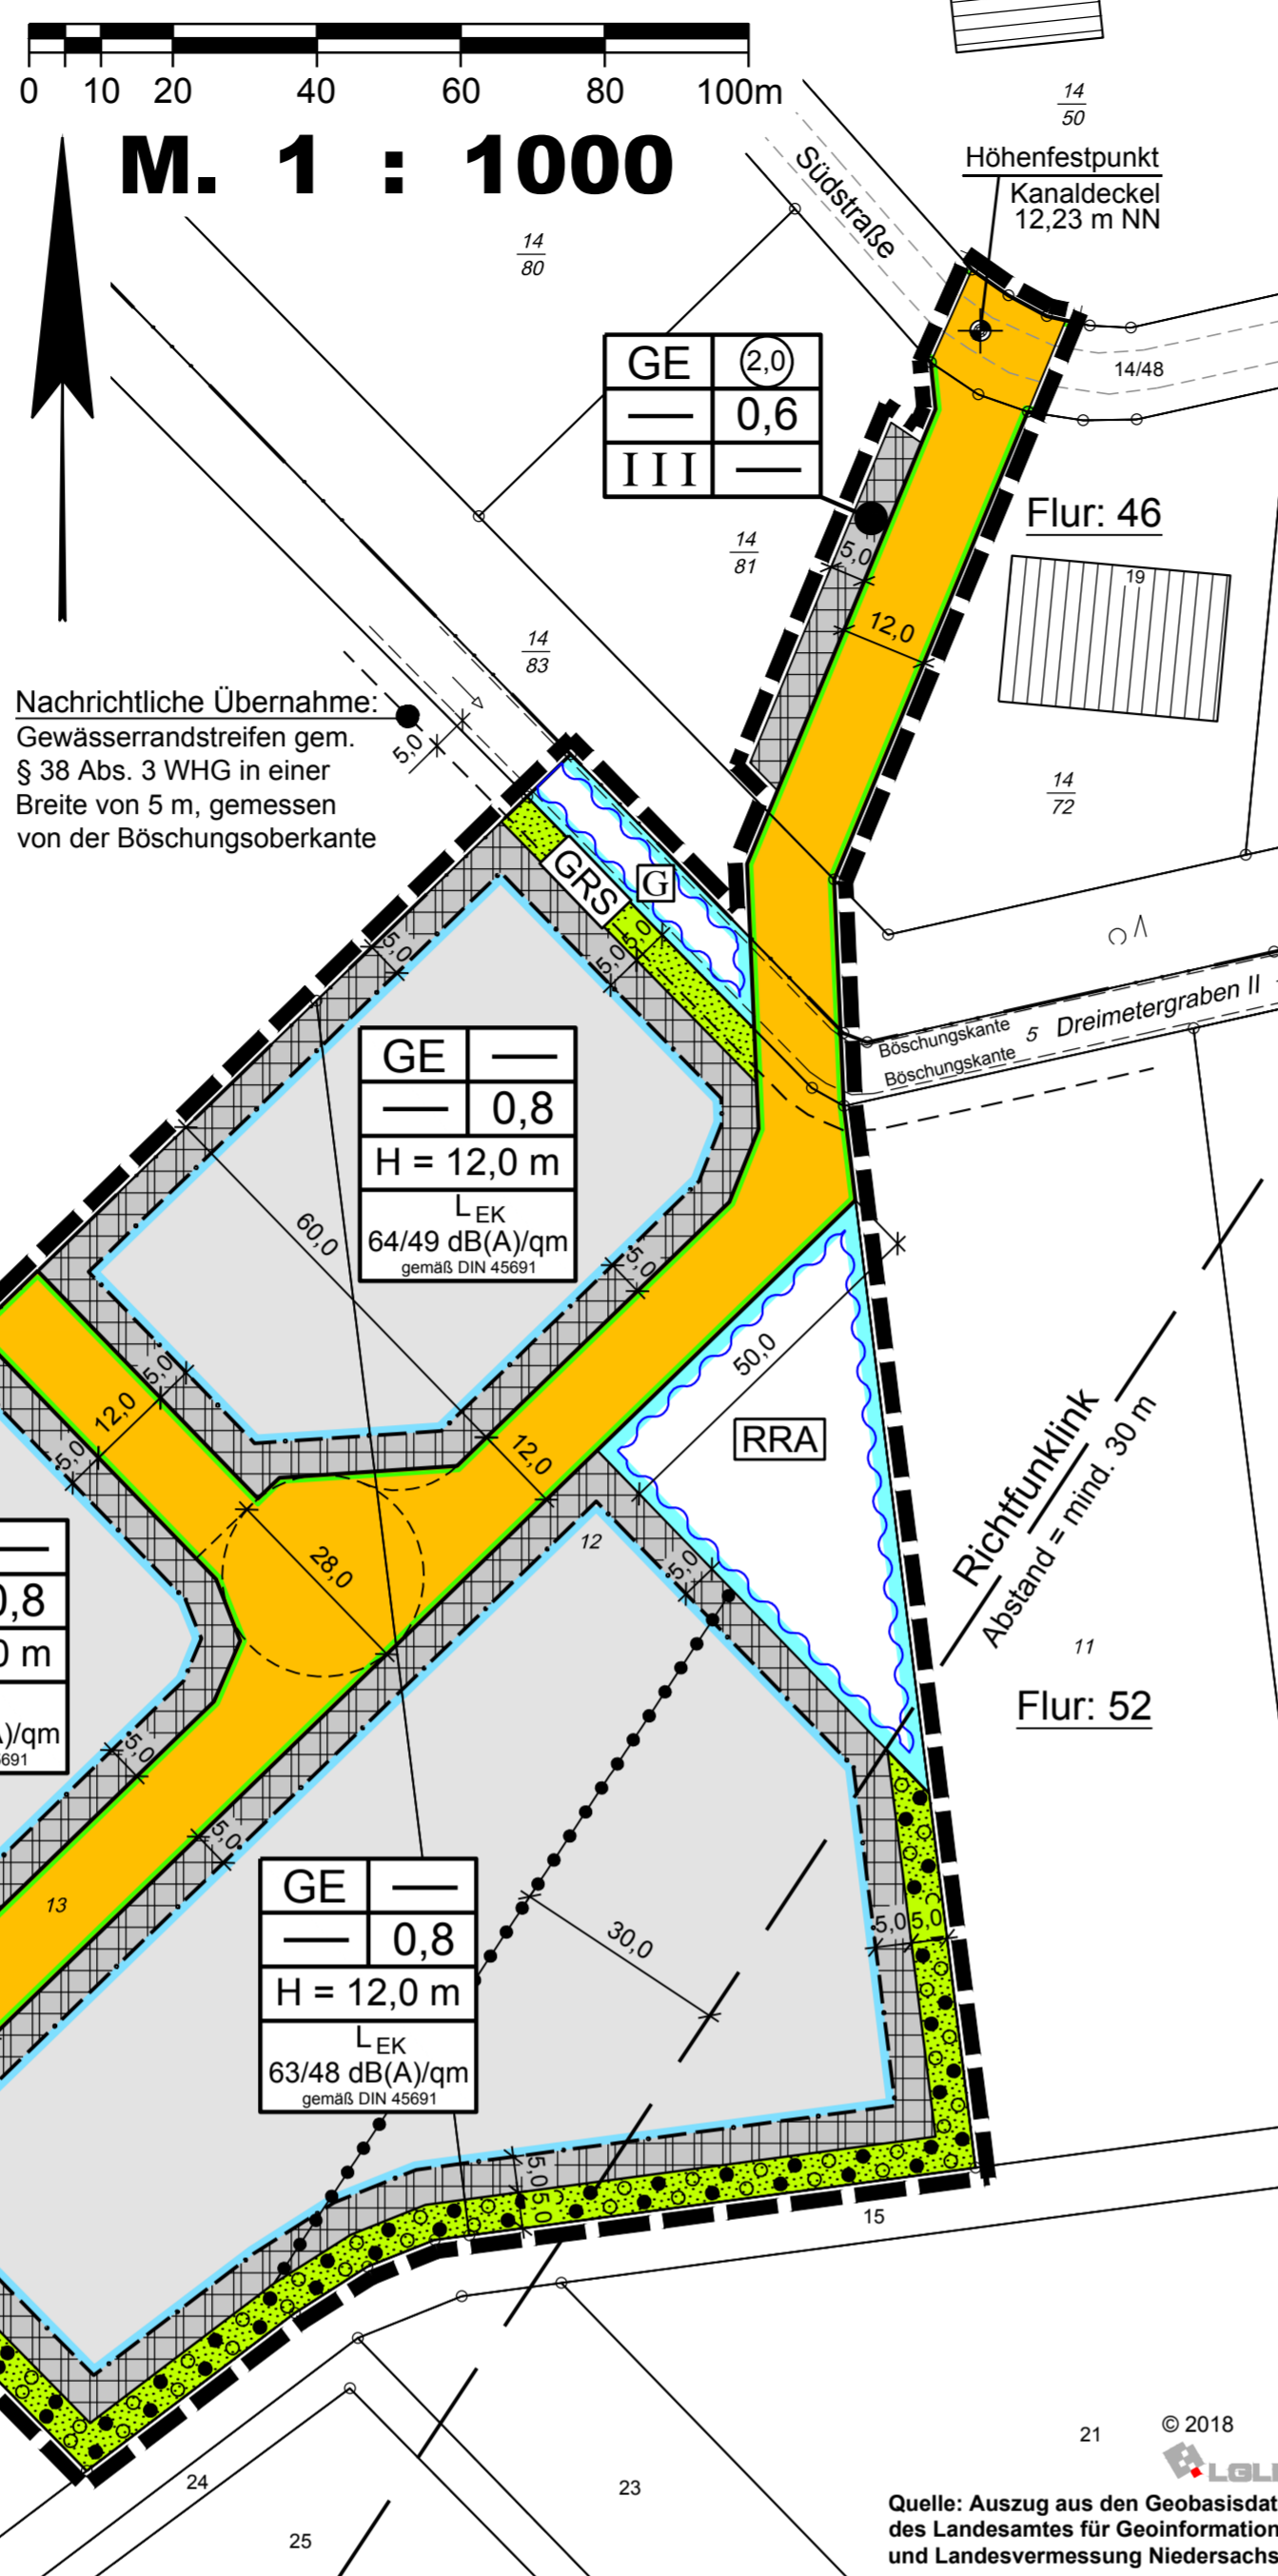 0 10 20 40 60 80 100m
M. 1 : 1000
14
50
Höhenfestpunkt
Kanaldeckel
12,23 m NN
Südstraße
14
80
GE 2,0
— 0,6
III —
14/48
14
81
Flur: 46
5,0
19
12,0
14
83
Nachrichtliche Übernahme:
Gewässerrandstreifen gem.
§ 38 Abs. 3 WHG in einer
Breite von 5 m, gemessen
von der Böschungsoberkante
5,0
14
72
GRS
G
5,0
5,0
5,0
Böschungskante
5 Dreimetergraben II
Böschungskante
GE —
— 0,8
H = 12,0 m
LEK
64/49 dB(A)/qm
gemäß DIN 45691
60,0
5,0
50,0
5,0
12,0
5,0
12,0
RRA
Richtfunklink
Abstand = mind. 30 m
28,0
12
5,0
—
0,8
0 m
A)/qm
5691
11
Flur: 52
5,0
5,0
13
GE —
— 0,8
H = 12,0 m
LEK
63/48 dB(A)/qm
gemäß DIN 45691
30,0
5,0 5,0
5,0
5,0
15
21
© 2018
LGL
24
23
25
Quelle: Auszug aus den Geobasisdat
des Landesamtes für Geoinformation
und Landesvermessung Niedersachs